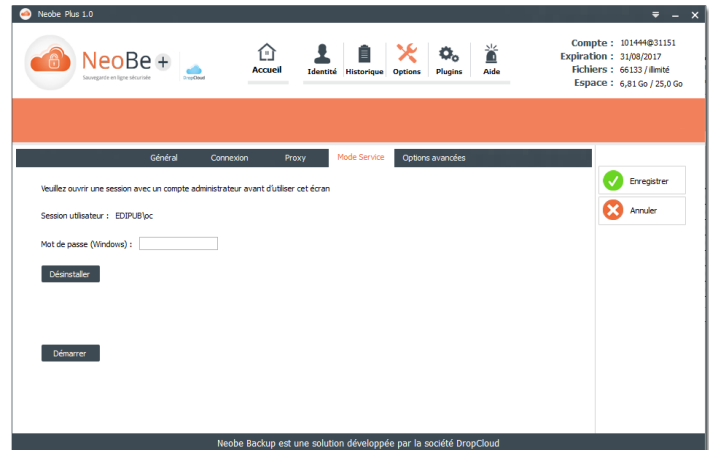 Neobe Plus 1.0
NeoBe +
Sauvegarde en ligne sécurisée
DropCloud
Accueil
Identité
Historique
Options
Plugins
Aide
Compte : 101444@31151
Expiration : 31/08/2017
Fichiers : 66133 / illimité
Espace : 6,81 Go / 25,0 Go
Général Connexion Proxy Mode Service Options avancées
Veuillez ouvrir une session avec un compte administrateur avant d'utiliser cet écran
Session utilisateur : EDIPUB\oc
Mot de passe (Windows) :
Désinstaller
Démarrer
Enregistrer
Annuler
Neobe Backup est une solution développée par la société DropCloud